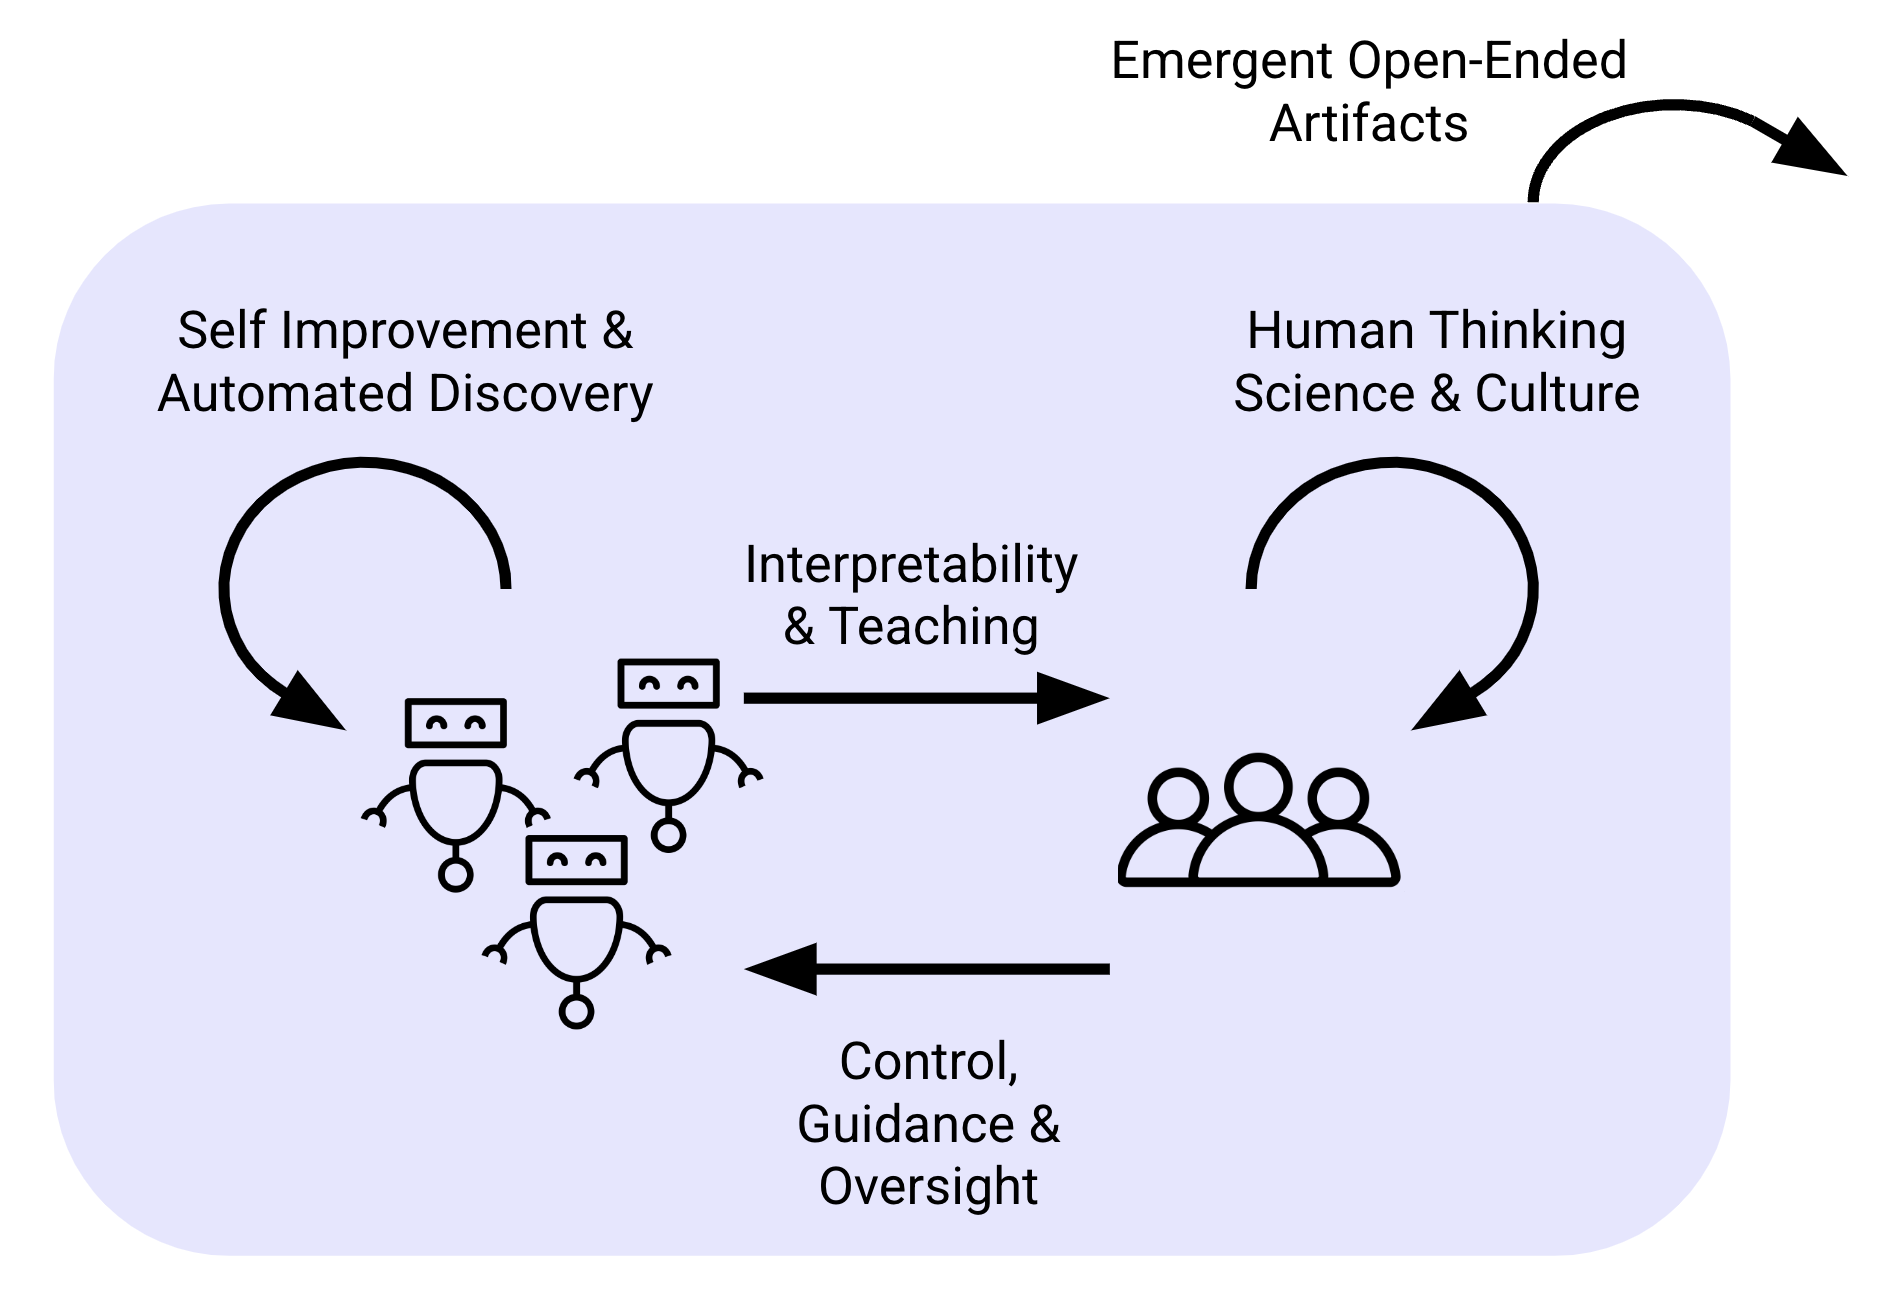 Emergent Open-Ended
Artifacts
Self Improvement &
Automated Discovery
Human Thinking
Science & Culture
Interpretability
& Teaching
Control,
Guidance &
Oversight